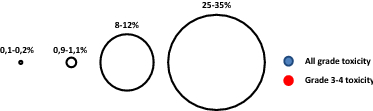 25-35%
8-12%
0,1-0,2%
0,9-1,1%
All grade toxicity
Grade 3-4 toxicity